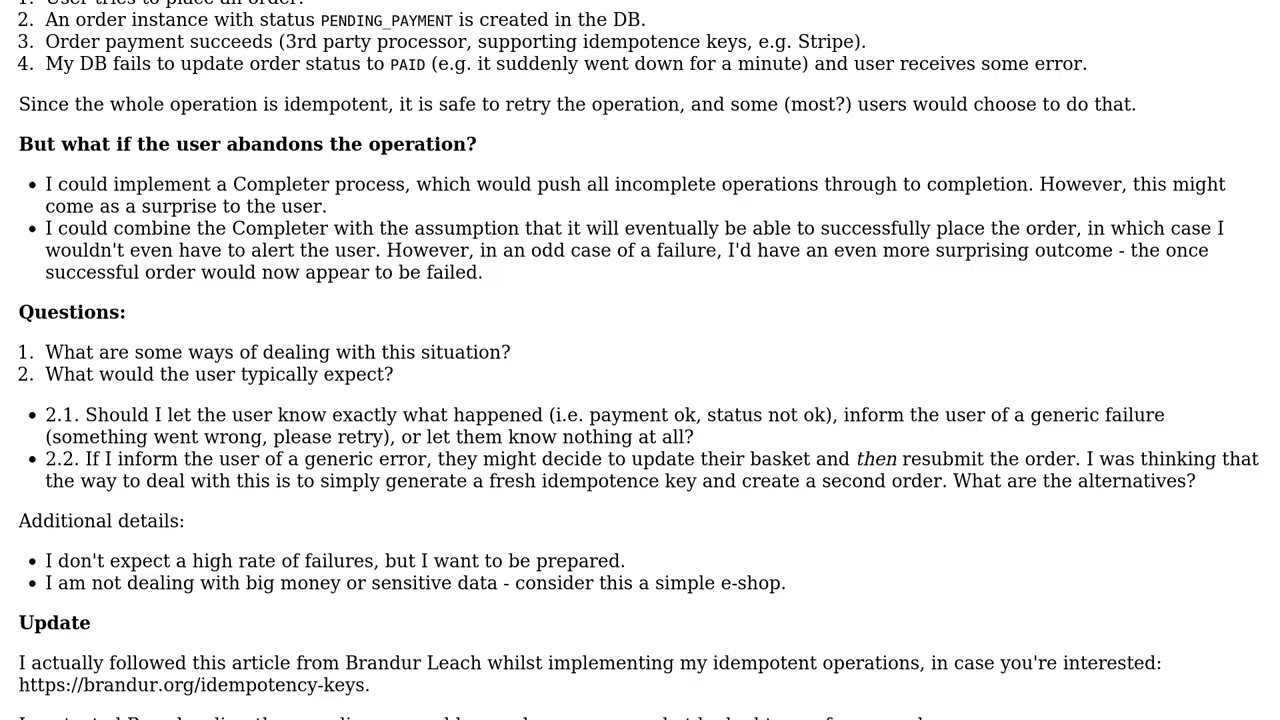 1. User tries to place an order.
2. An order instance with status PENDING_PAYMENT is created in the DB.
3. Order payment succeeds (3rd party processor, supporting idempotence keys, e.g. Stripe).
4. My DB fails to update order status to PAID (e.g. it suddenly went down for a minute) and user receives some error.
Since the whole operation is idempotent, it is safe to retry the operation, and some (most?) users would choose to do that.
But what if the user abandons the operation?
• I could implement a Completer process, which would push all incomplete operations through to completion. However, this might
come as a surprise to the user.
• I could combine the Completer with the assumption that it will eventually be able to successfully place the order, in which case I
wouldn't even have to alert the user. However, in an odd case of a failure, I'd have an even more surprising outcome - the once
successful order would now appear to be failed.
Questions:
1. What are some ways of dealing with this situation?
2. What would the user typically expect?
• 2.1. Should I let the user know exactly what happened (i.e. payment ok, status not ok), inform the user of a generic failure
(something went wrong, please retry), or let them know nothing at all?
• 2.2. If I inform the user of a generic error, they might decide to update their basket and then resubmit the order. I was thinking that
the way to deal with this is to simply generate a fresh idempotence key and create a second order. What are the alternatives?
Additional details:
• I don't expect a high rate of failures, but I want to be prepared.
• I am not dealing with big money or sensitive data - consider this a simple e-shop.
Update
I actually followed this article from Brandur Leach whilst implementing my idempotent operations, in case you're interested:
https://brandur.org/idempotency-keys.